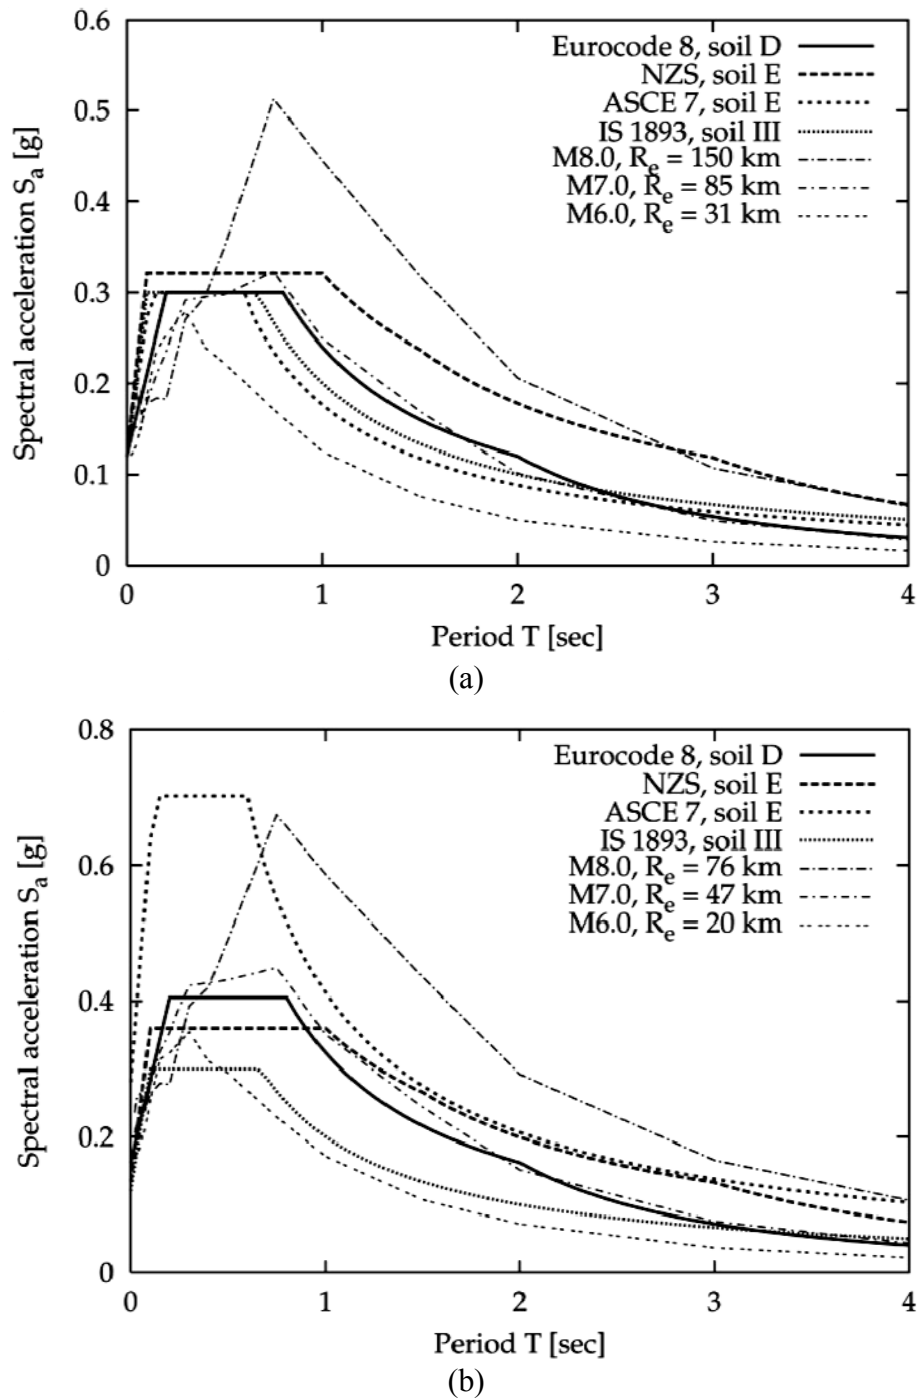 0.6
0.5
0.4
0.3
0.2
0.1
0
Spectral acceleration Sa [g]
Eurocode 8, soil D
NZS, soil E
ASCE 7, soil E
IS 1893, soil III
M8.0, Re = 150 km
M7.0, Re = 85 km
M6.0, Re = 31 km
0 1 2 3 4
Period T [sec]
(a)
0.8
0.6
0.4
0.2
0
Spectral acceleration Sa [g]
Eurocode 8, soil D
NZS, soil E
ASCE 7, soil E
IS 1893, soil III
M8.0, Re = 76 km
M7.0, Re = 47 km
M6.0, Re = 20 km
0 1 2 3 4
Period T [sec]
(b)